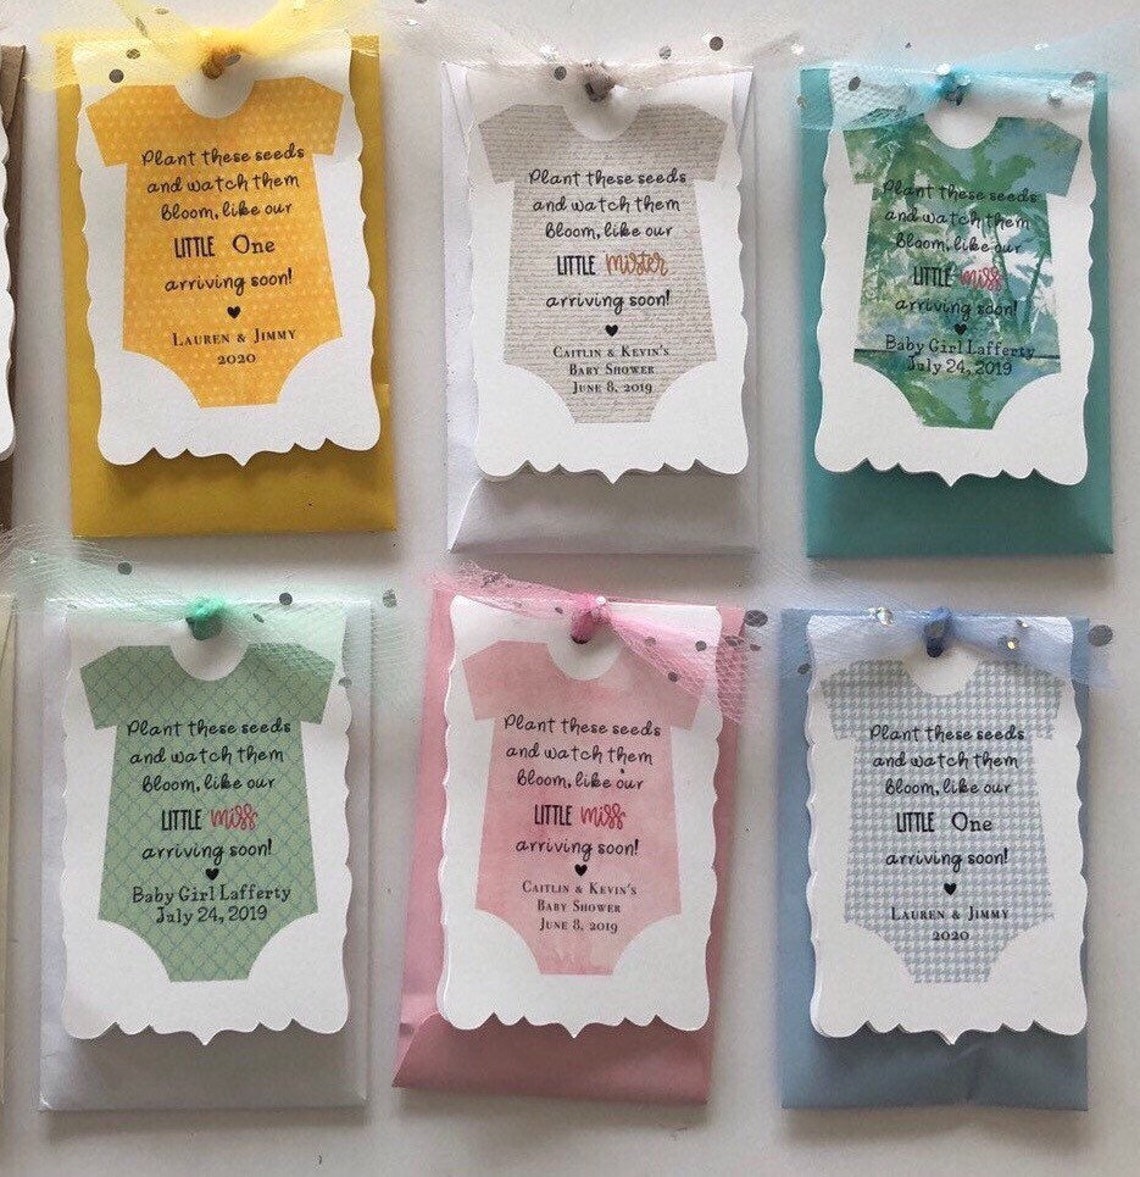 Plant these seeds
and watch them
Bloom, like our
LITTLE One
arriving soon!
LAUREN & JIMMY
2020
Plant these seeds
and watch them
Bloom, like our
LITTLE mister
arriving soon!
CAITLIN & KEVIN'S
BABY SHOWER
JUNE 8, 2019
Plant these seeds
and watch them
Bloom, like our
LITTLE miss
arriving soon!
Baby Girl Lafferty
July 24, 2019
Plant these seeds
and watch them
Bloom, like our
LITTLE miss
arriving soon!
Baby Girl Lafferty
July 24, 2019
Plant these seeds
and watch them
Bloom, like our
LITTLE miss
arriving soon!
CAITLIN & KEVIN'S
BABY SHOWER
JUNE 8, 2019
Plant these seeds
and watch them
Bloom, like our
LITTLE One
arriving soon!
LAUREN & JIMMY
2020